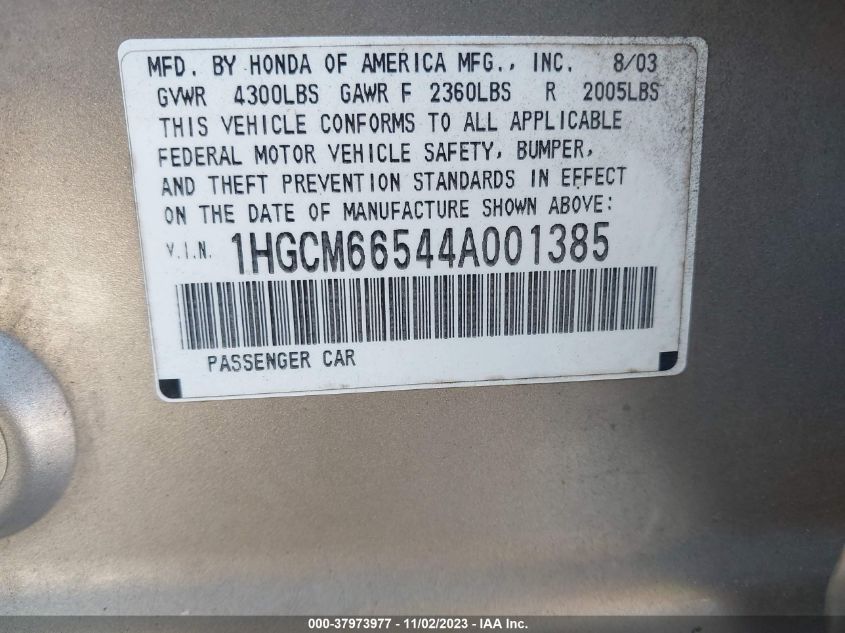 MFD. BY HONDA OF AMERICA MFG., INC. 8/03
GVWR 4300LBS GAWR F 2360LBS R 2005LBS
THIS VEHICLE CONFORMS TO ALL APPLICABLE
FEDERAL MOTOR VEHICLE SAFETY, BUMPER,
AND THEFT PREVENTION STANDARDS IN EFFECT
ON THE DATE OF MANUFACTURE SHOWN ABOVE:
V.I.N. 1HGCM66544A001385
PASSENGER CAR
000-37973977 - 11/02/2023 - IAA Inc.